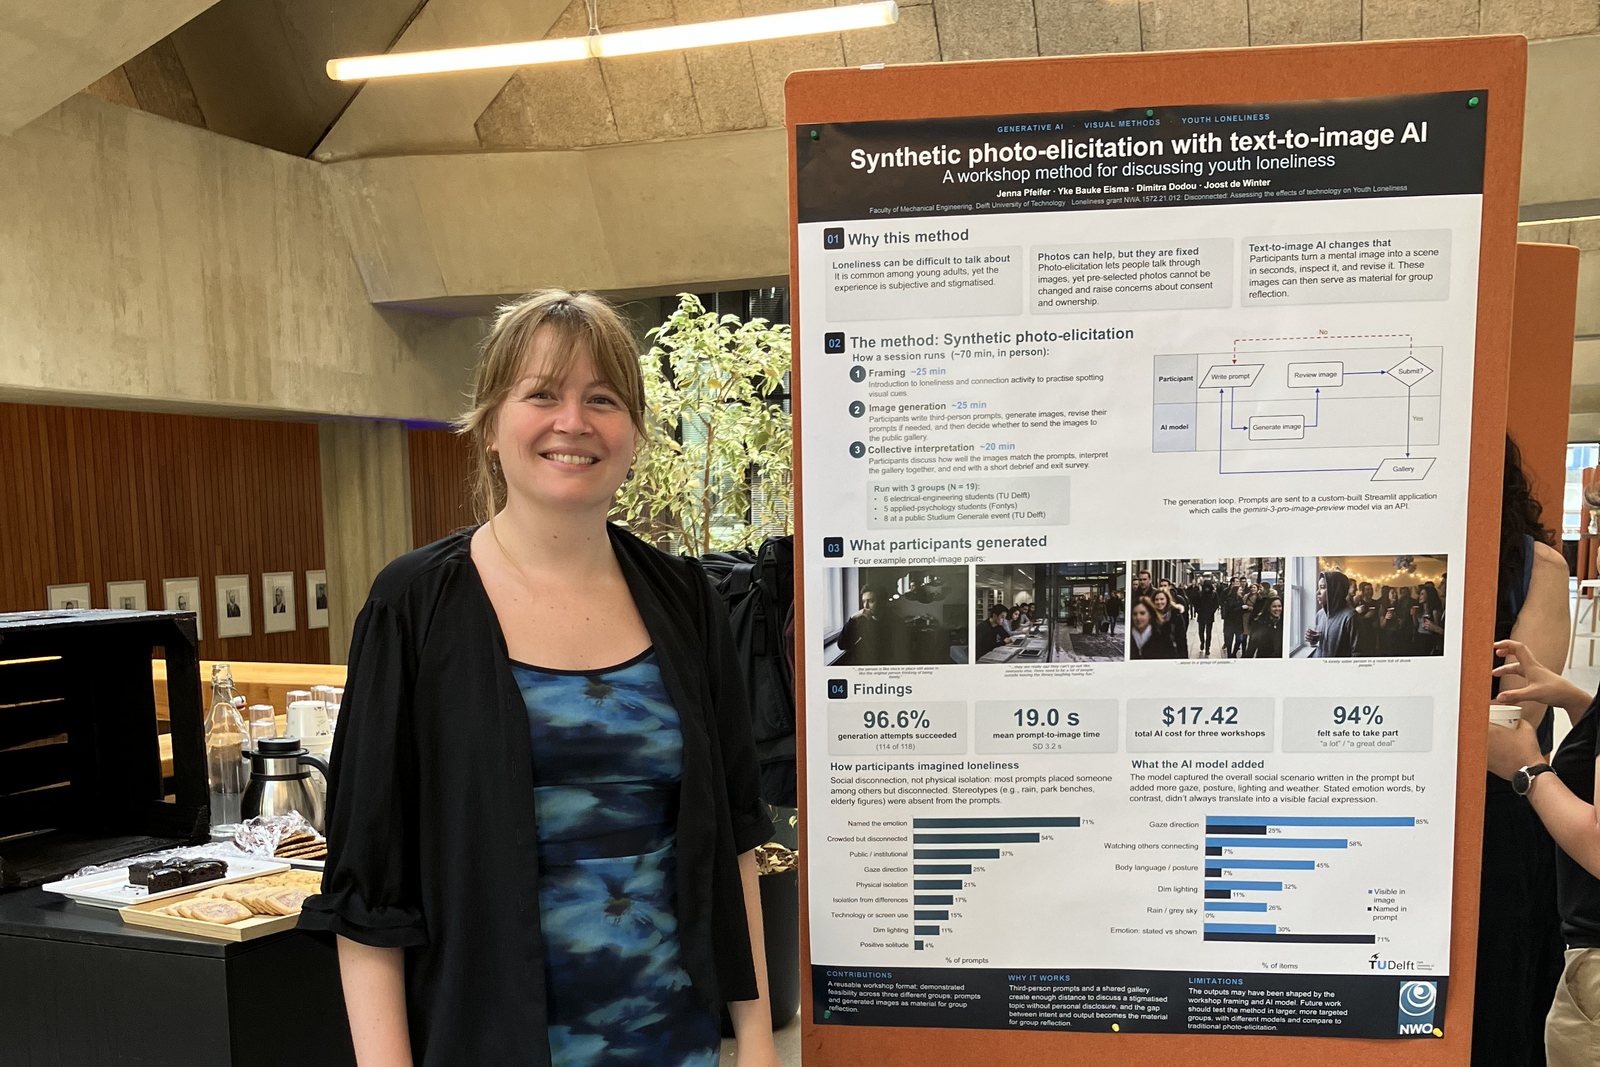 GENERATIVE AI · VISUAL METHODS · YOUTH LONELINESS
Synthetic photo-elicitation with text-to-image AI
A workshop method for discussing youth loneliness
Jenna Pfeifer · Yke Bauke Eisma · Dimitra Dodou · Joost de Winter
Faculty of Mechanical Engineering, Delft University of Technology · Loneliness grant NWA.1572.21.012: Disconnected: Assessing the effects of technology on Youth Loneliness
01 Why this method
Loneliness can be difficult to talk about
It is common among young adults, yet the
experience is subjective and stigmatised.
Photos can help, but they are fixed
Photo-elicitation lets people talk through
images, yet pre-selected photos cannot be
changed and raise concerns about consent
and ownership.
Text-to-image AI changes that
Participants turn a mental image into a scene
in seconds, inspect it, and revise it. These
images can then serve as material for group
reflection.
02 The method: Synthetic photo-elicitation
How a session runs (~70 min, in person):
1 Framing ~25 min
Introduction to loneliness and connection activity to practise spotting
visual cues.
2 Image generation ~25 min
Participants write third-person prompts, generate images, revise their
prompts if needed, and then decide whether to send the images to
the public gallery.
3 Collective interpretation ~20 min
Participants discuss how well the images match the prompts, interpret
the gallery together, and end with a short debrief and exit survey.
Run with 3 groups (N = 19):
• 6 electrical-engineering students (TU Delft)
• 5 applied-psychology students (Fontys)
• 8 at a public Studium Generale event (TU Delft)
No
Participant
Write prompt
Review image
Submit?
AI model
Generate image
Yes
Gallery
The generation loop. Prompts are sent to a custom-built Streamlit application
which calls the gemini-3-pro-image-preview model via an API.
03 What participants generated
Four example prompt-image pairs:
"...alone in a group of people..."
"A lonely sober person in a room full of drunk
people."
04 Findings
96.6%
generation attempts succeeded
(114 of 118)
19.0 s
mean prompt-to-image time
SD 3.2 s
$17.42
total AI cost for three workshops
94%
felt safe to take part
"a lot" / "a great deal"
How participants imagined loneliness
Social disconnection, not physical isolation: most prompts placed someone
among others but disconnected. Stereotypes (e.g., rain, park benches,
elderly figures) were absent from the prompts.
Named the emotion 71%
Crowded but disconnected 54%
Public / institutional 37%
Gaze direction 25%
Physical isolation 21%
Isolation from differences 17%
Technology or screen use 15%
Dim lighting 11%
Positive solitude 4%
% of prompts
What the AI model added
The model captured the overall social scenario written in the prompt but
added more gaze, posture, lighting and weather. Stated emotion words, by
contrast, didn't always translate into a visible facial expression.
Gaze direction 85% 25%
Watching others connecting 58% 7%
Body language / posture 45% 7%
Dim lighting 32% 11%
Rain / grey sky 26% 0%
Emotion: stated vs shown 30% 71%
Visible in
image
Named in
prompt
% of items
TU Delft
CONTRIBUTIONS
A reusable workshop format: demonstrated
feasibility across three different groups; prompts
and generated images as material for group
reflection.
WHY IT WORKS
Third-person prompts and a shared gallery
create enough distance to discuss a stigmatised
topic without personal disclosure, and the gap
between intent and output becomes the material
for group reflection.
LIMITATIONS
The outputs may have been shaped by the
workshop framing and AI model. Future work
should test the method in larger, more targeted
groups, with different models and compare to
traditional photo-elicitation.
NWO